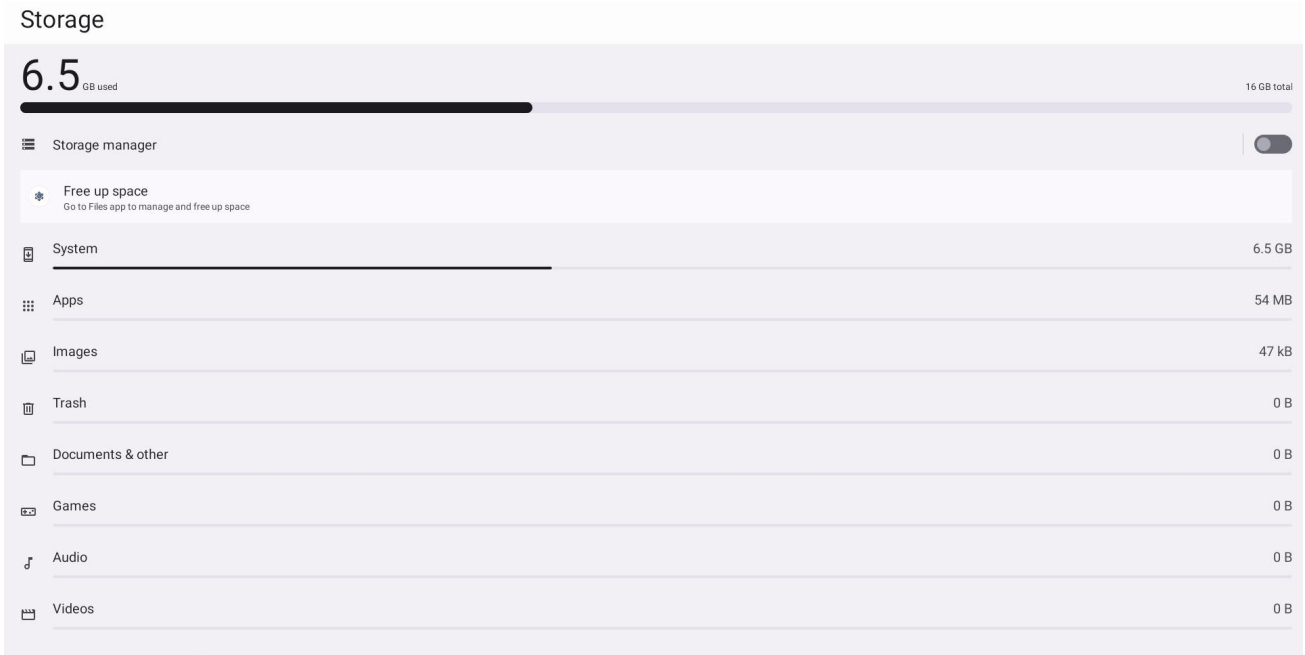 Storage
6.5 GB used
16 GB total
Storage manager
Free up space
Go to Files app to manage and free up space
System 6.5 GB
Apps 54 MB
Images 47 kB
Trash 0 B
Documents & other 0 B
Games 0 B
Audio 0 B
Videos 0 B